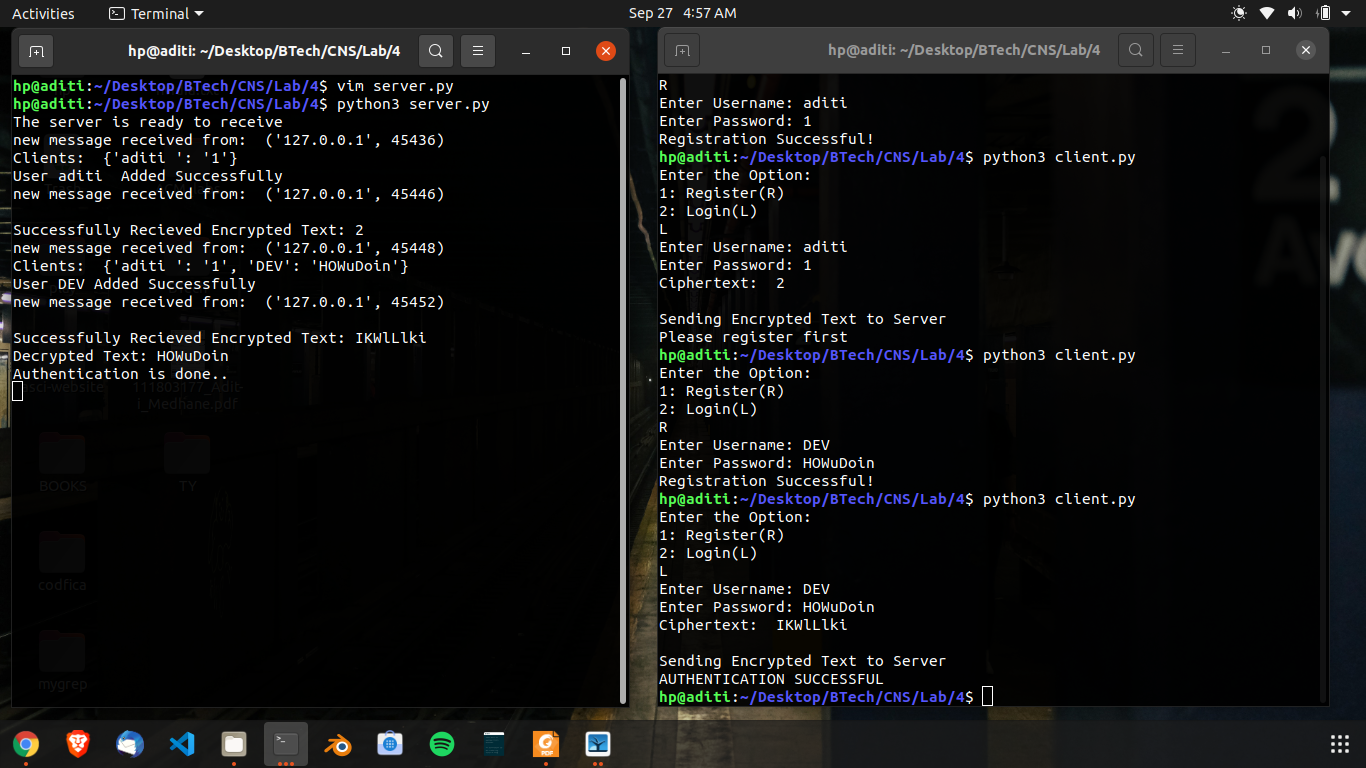 Activities
Terminal
Sep 27 4:57 AM
hp@aditi: ~/Desktop/BTech/CNS/Lab/4
hp@aditi:~/Desktop/BTech/CNS/Lab/4$ vim server.py
hp@aditi:~/Desktop/BTech/CNS/Lab/4$ python3 server.py
The server is ready to receive
new message received from:  ('127.0.0.1', 45436)
Clients:  {'aditi ': '1'}
User aditi  Added Successfully
new message received from:  ('127.0.0.1', 45446)
Successfully Recieved Encrypted Text: 2
new message received from:  ('127.0.0.1', 45448)
Clients:  {'aditi ': '1', 'DEV': 'HOWuDoin'}
User DEV Added Successfully
new message received from:  ('127.0.0.1', 45452)
Successfully Recieved Encrypted Text: IKWlLlki
Decrypted Text: HOWuDoin
Authentication is done..
sci-website
111803177_Adit-
i_Medhane.pdf
BOOKS
TY
codfica
mygrep
hp@aditi: ~/Desktop/BTech/CNS/Lab/4
R
Enter Username: aditi
Enter Password: 1
Registration Successful!
hp@aditi:~/Desktop/BTech/CNS/Lab/4$ python3 client.py
Enter the Option:
1: Register(R)
2: Login(L)
L
Enter Username: aditi
Enter Password: 1
Ciphertext:  2
Sending Encrypted Text to Server
Please register first
hp@aditi:~/Desktop/BTech/CNS/Lab/4$ python3 client.py
Enter the Option:
1: Register(R)
2: Login(L)
R
Enter Username: DEV
Enter Password: HOWuDoin
Registration Successful!
hp@aditi:~/Desktop/BTech/CNS/Lab/4$ python3 client.py
Enter the Option:
1: Register(R)
2: Login(L)
L
Enter Username: DEV
Enter Password: HOWuDoin
Ciphertext:  IKWlLlki
Sending Encrypted Text to Server
AUTHENTICATION SUCCESSFUL
hp@aditi:~/Desktop/BTech/CNS/Lab/4$
2
PDF